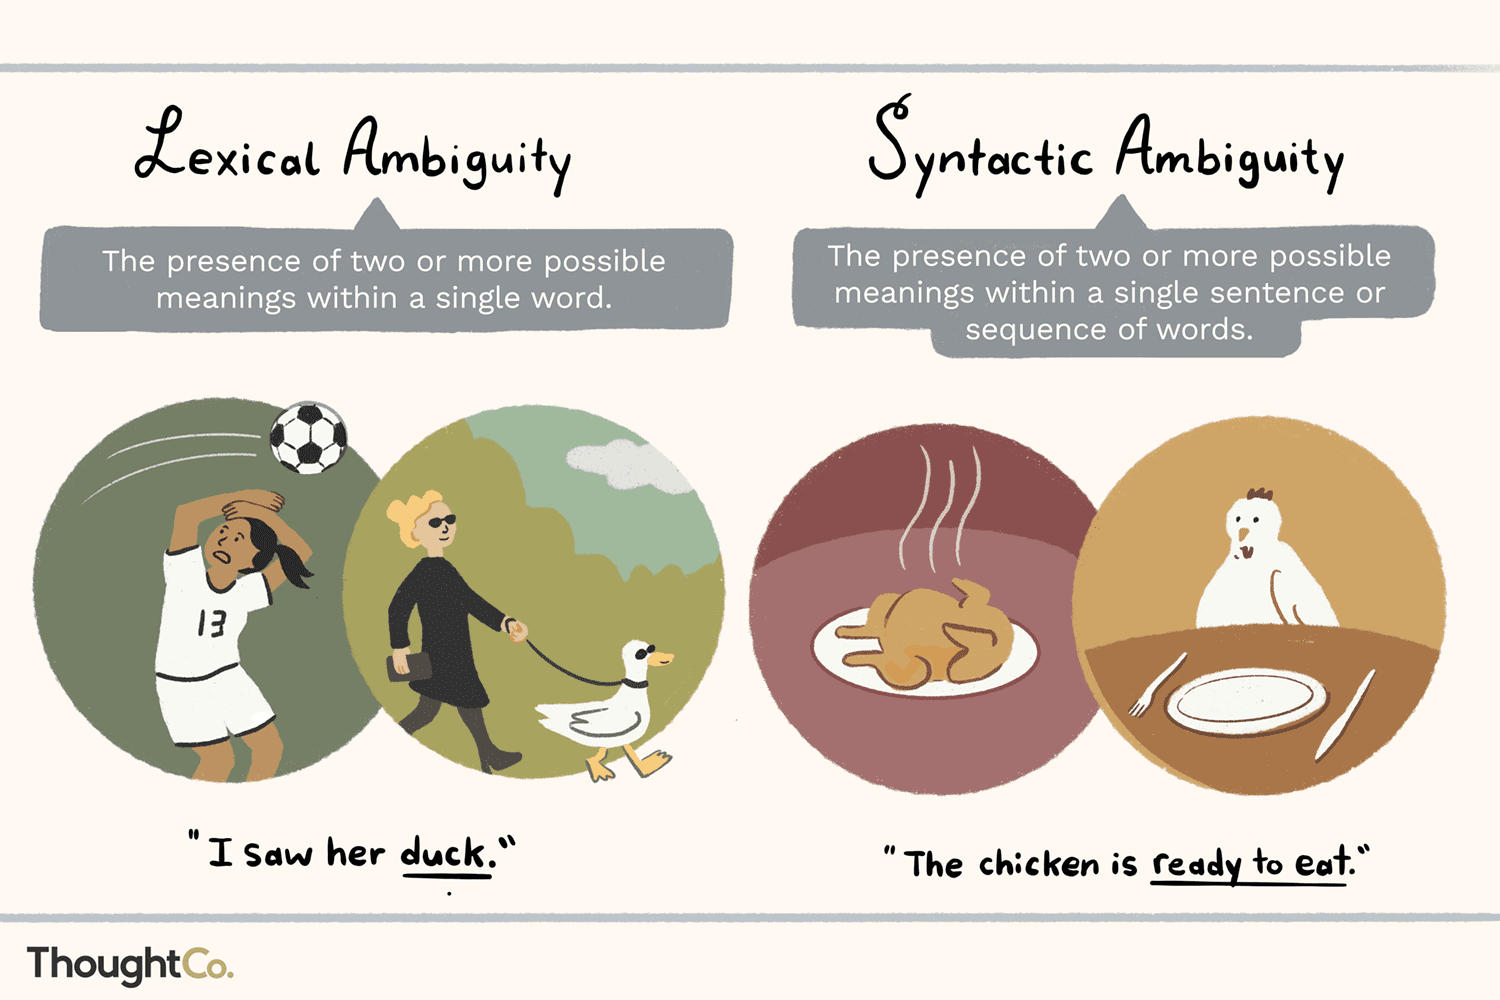 Lexical Ambiguity
The presence of two or more possible
meanings within a single word.
13
"I saw her duck."
Syntactic Ambiguity
The presence of two or more possible
meanings within a single sentence or
sequence of words.
"The chicken is ready to eat."
ThoughtCo.